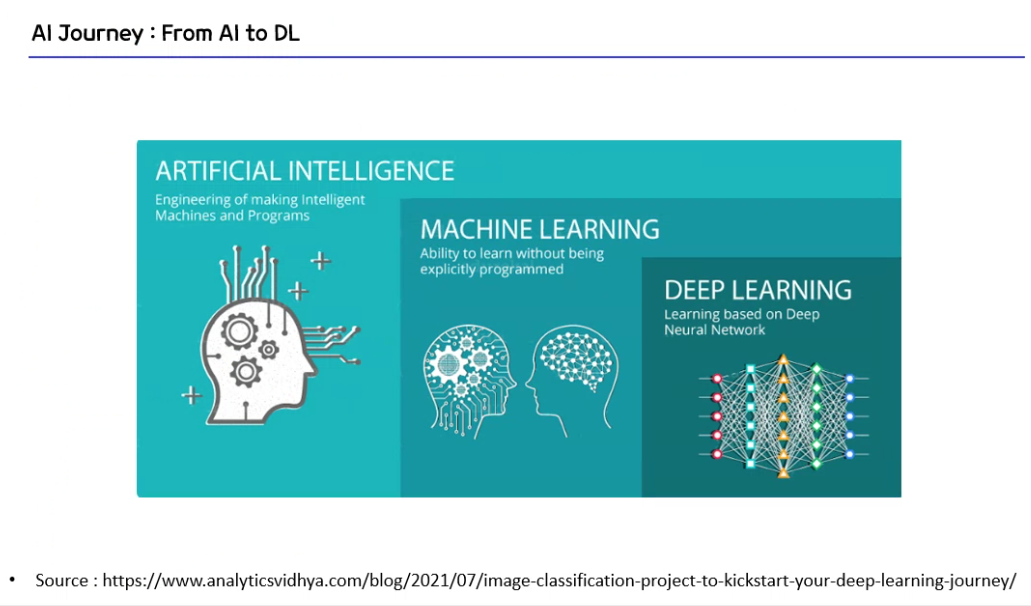 AI Journey : From AI to DL
ARTIFICIAL INTELLIGENCE
Engineering of making Intelligent
Machines and Programs
MACHINE LEARNING
Ability to learn without being
explicitly programmed
DEEP LEARNING
Learning based on Deep
Neural Network
• Source : https://www.analyticsvidhya.com/blog/2021/07/image-classification-project-to-kickstart-your-deep-learning-journey/